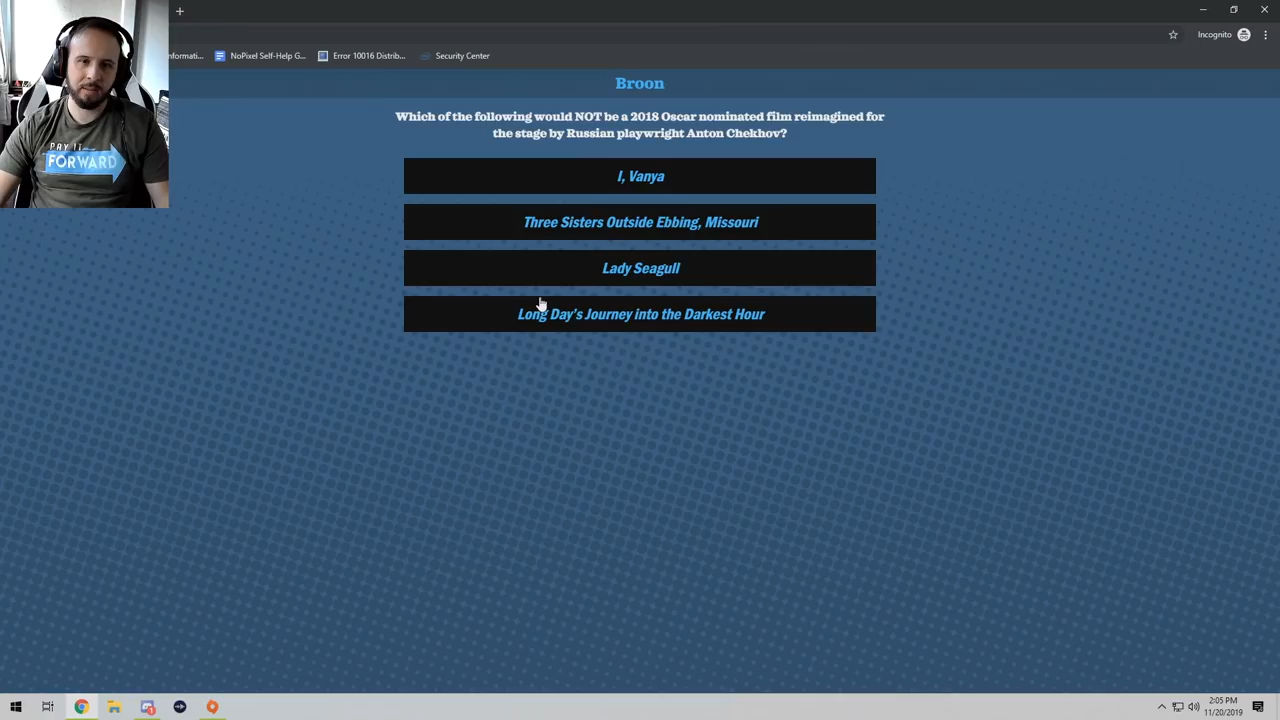 Incognito
nformati...
NoPixel Self-Help G...
Error 10016 Distrib...
Security Center
Broon
Which of the following would NOT be a 2018 Oscar nominated film reimagined for
the stage by Russian playwright Anton Chekhov?
I, Vanya
Three Sisters Outside Ebbing, Missouri
Lady Seagull
Long Day's Journey into the Darkest Hour
PAY IT
FORWARD
2:05 PM
11/20/2019